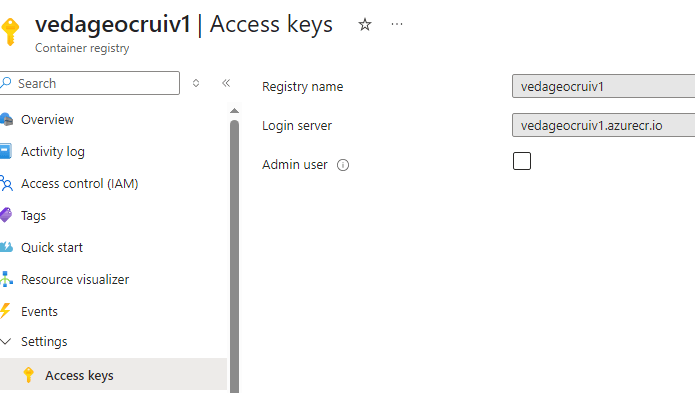 vedageocruiv1 | Access keys
Container registry
Search
Overview
Activity log
Access control (IAM)
Tags
Quick start
Resource visualizer
Events
Settings
Access keys
Registry name
vedageocruiv1
Login server
vedageocruiv1.azurecr.io
Admin user